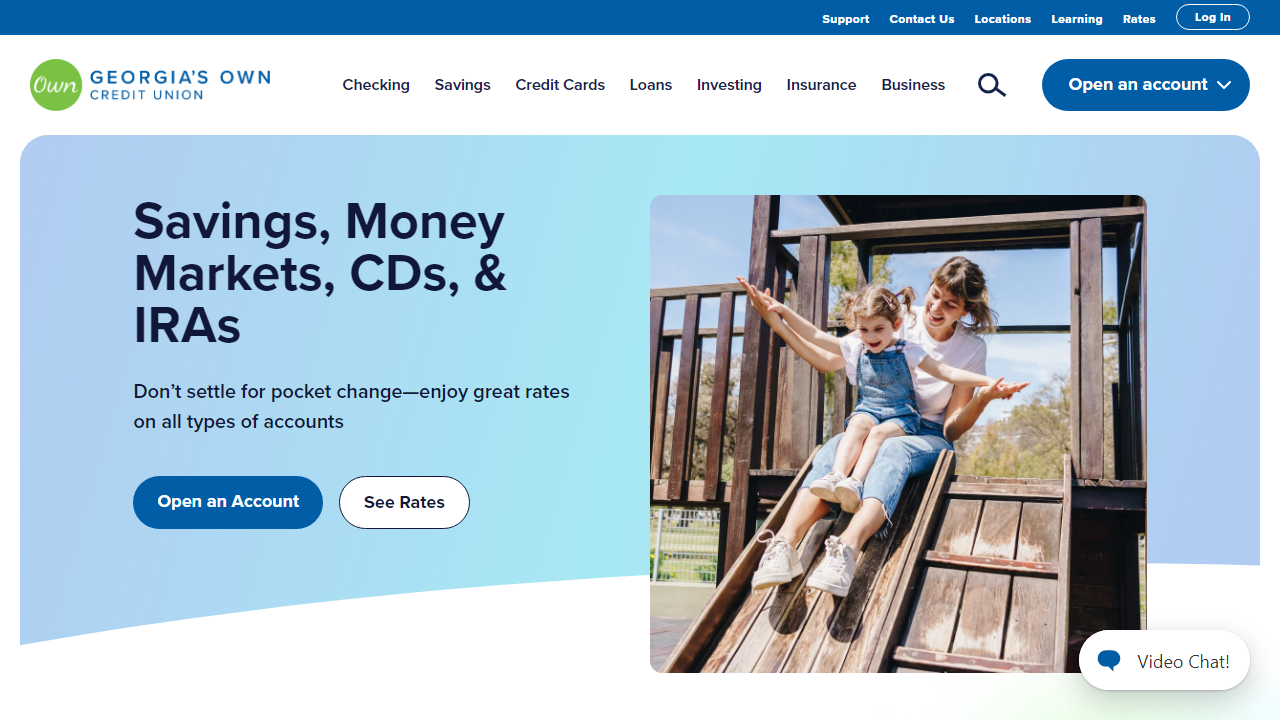 Support Contact Us Locations Learning Rates Log In
Own GEORGIA'S OWN
CREDIT UNION
Checking Savings Credit Cards Loans Investing Insurance Business Open an account
Savings, Money
Markets, CDs, &
IRAs
Don’t settle for pocket change—enjoy great rates
on all types of accounts
Open an Account See Rates
Video Chat!